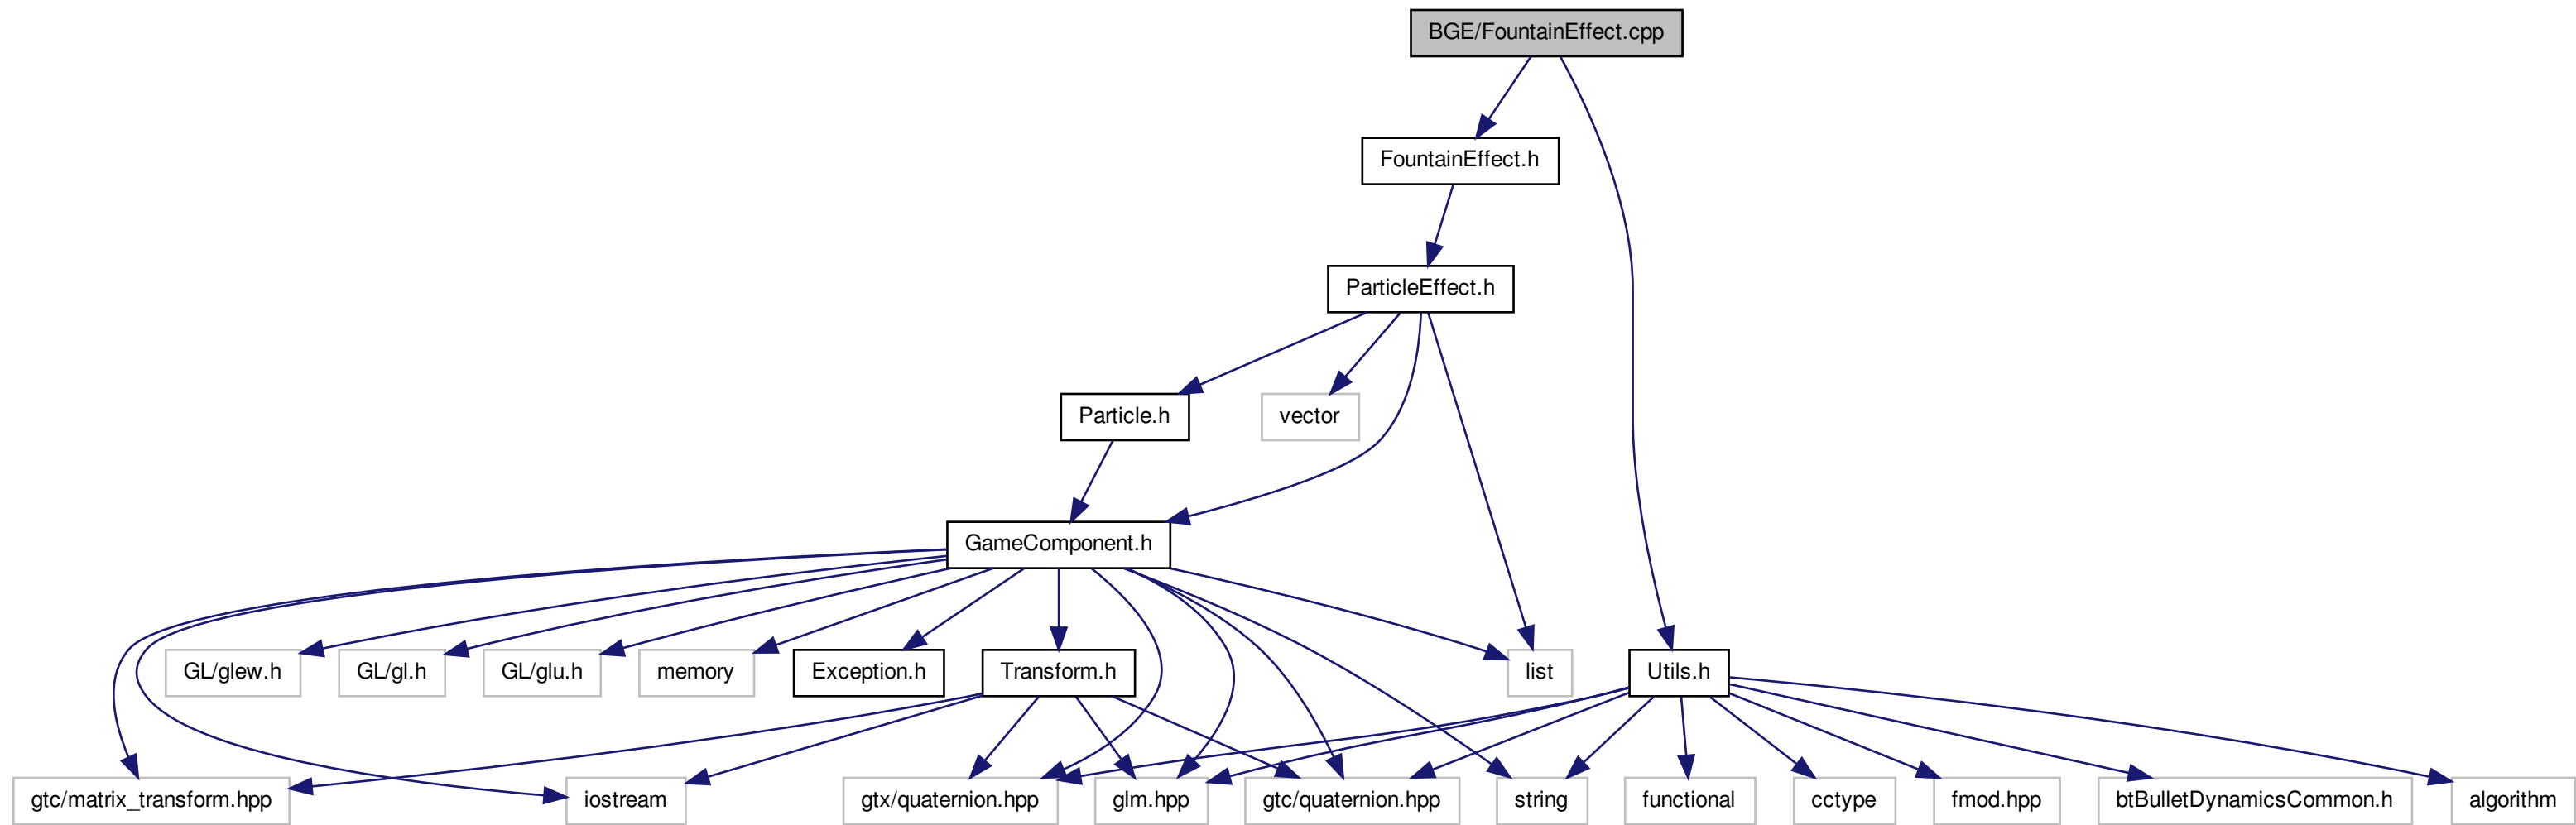 BGE/FountainEffect.cpp
FountainEffect.h
ParticleEffect.h
Particle.h
vector
GameComponent.h
GL/glew.h
GL/gl.h
GL/glu.h
memory
Exception.h
Transform.h
list
Utils.h
gtc/matrix_transform.hpp
iostream
gtx/quaternion.hpp
glm.hpp
gtc/quaternion.hpp
string
functional
cctype
fmod.hpp
btBulletDynamicsCommon.h
algorithm